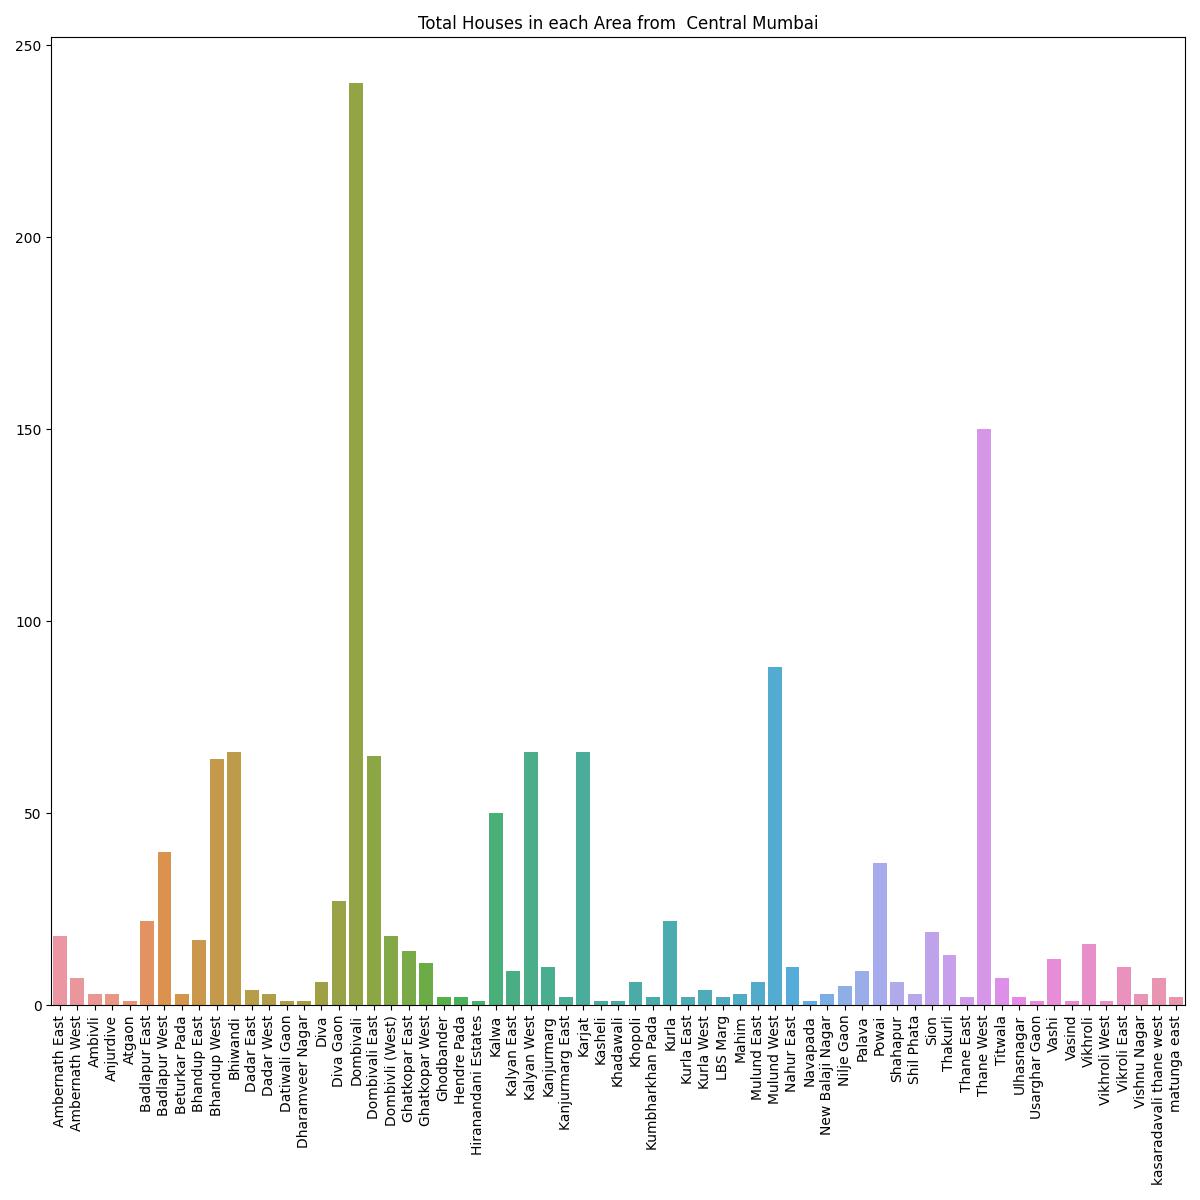 Total Houses in each Area from  Central Mumbai
250
200
150
100
50
0
Ambernath East
Ambernath West
Ambivli
Anjurdive
Atgaon
Badlapur East
Badlapur West
Beturkar Pada
Bhandup East
Bhandup West
Bhiwandi
Dadar East
Dadar West
Datiwali Gaon
Dharamveer Nagar
Diva
Diva Gaon
Dombivali
Dombivali East
Dombivli (West)
Ghatkopar East
Ghatkopar West
Ghodbander
Hendre Pada
Hiranandani Estates
Kalwa
Kalyan East
Kalyan West
Kanjurmarg
Kanjurmarg East
Karjat
Kasheli
Khadawali
Khopoli
Kumbharkhan Pada
Kurla
Kurla East
Kurla West
LBS Marg
Mahim
Mulund East
Mulund West
Nahur East
Navapada
New Balaji Nagar
Nilje Gaon
Palava
Powai
Shahapur
Shil Phata
Sion
Thakurli
Thane East
Thane West
Titwala
Ulhasnagar
Usarghar Gaon
Vashi
Vasind
Vikhroli
Vikhroli West
Vikroli East
Vishnu Nagar
kasaradavali thane west
matunga east